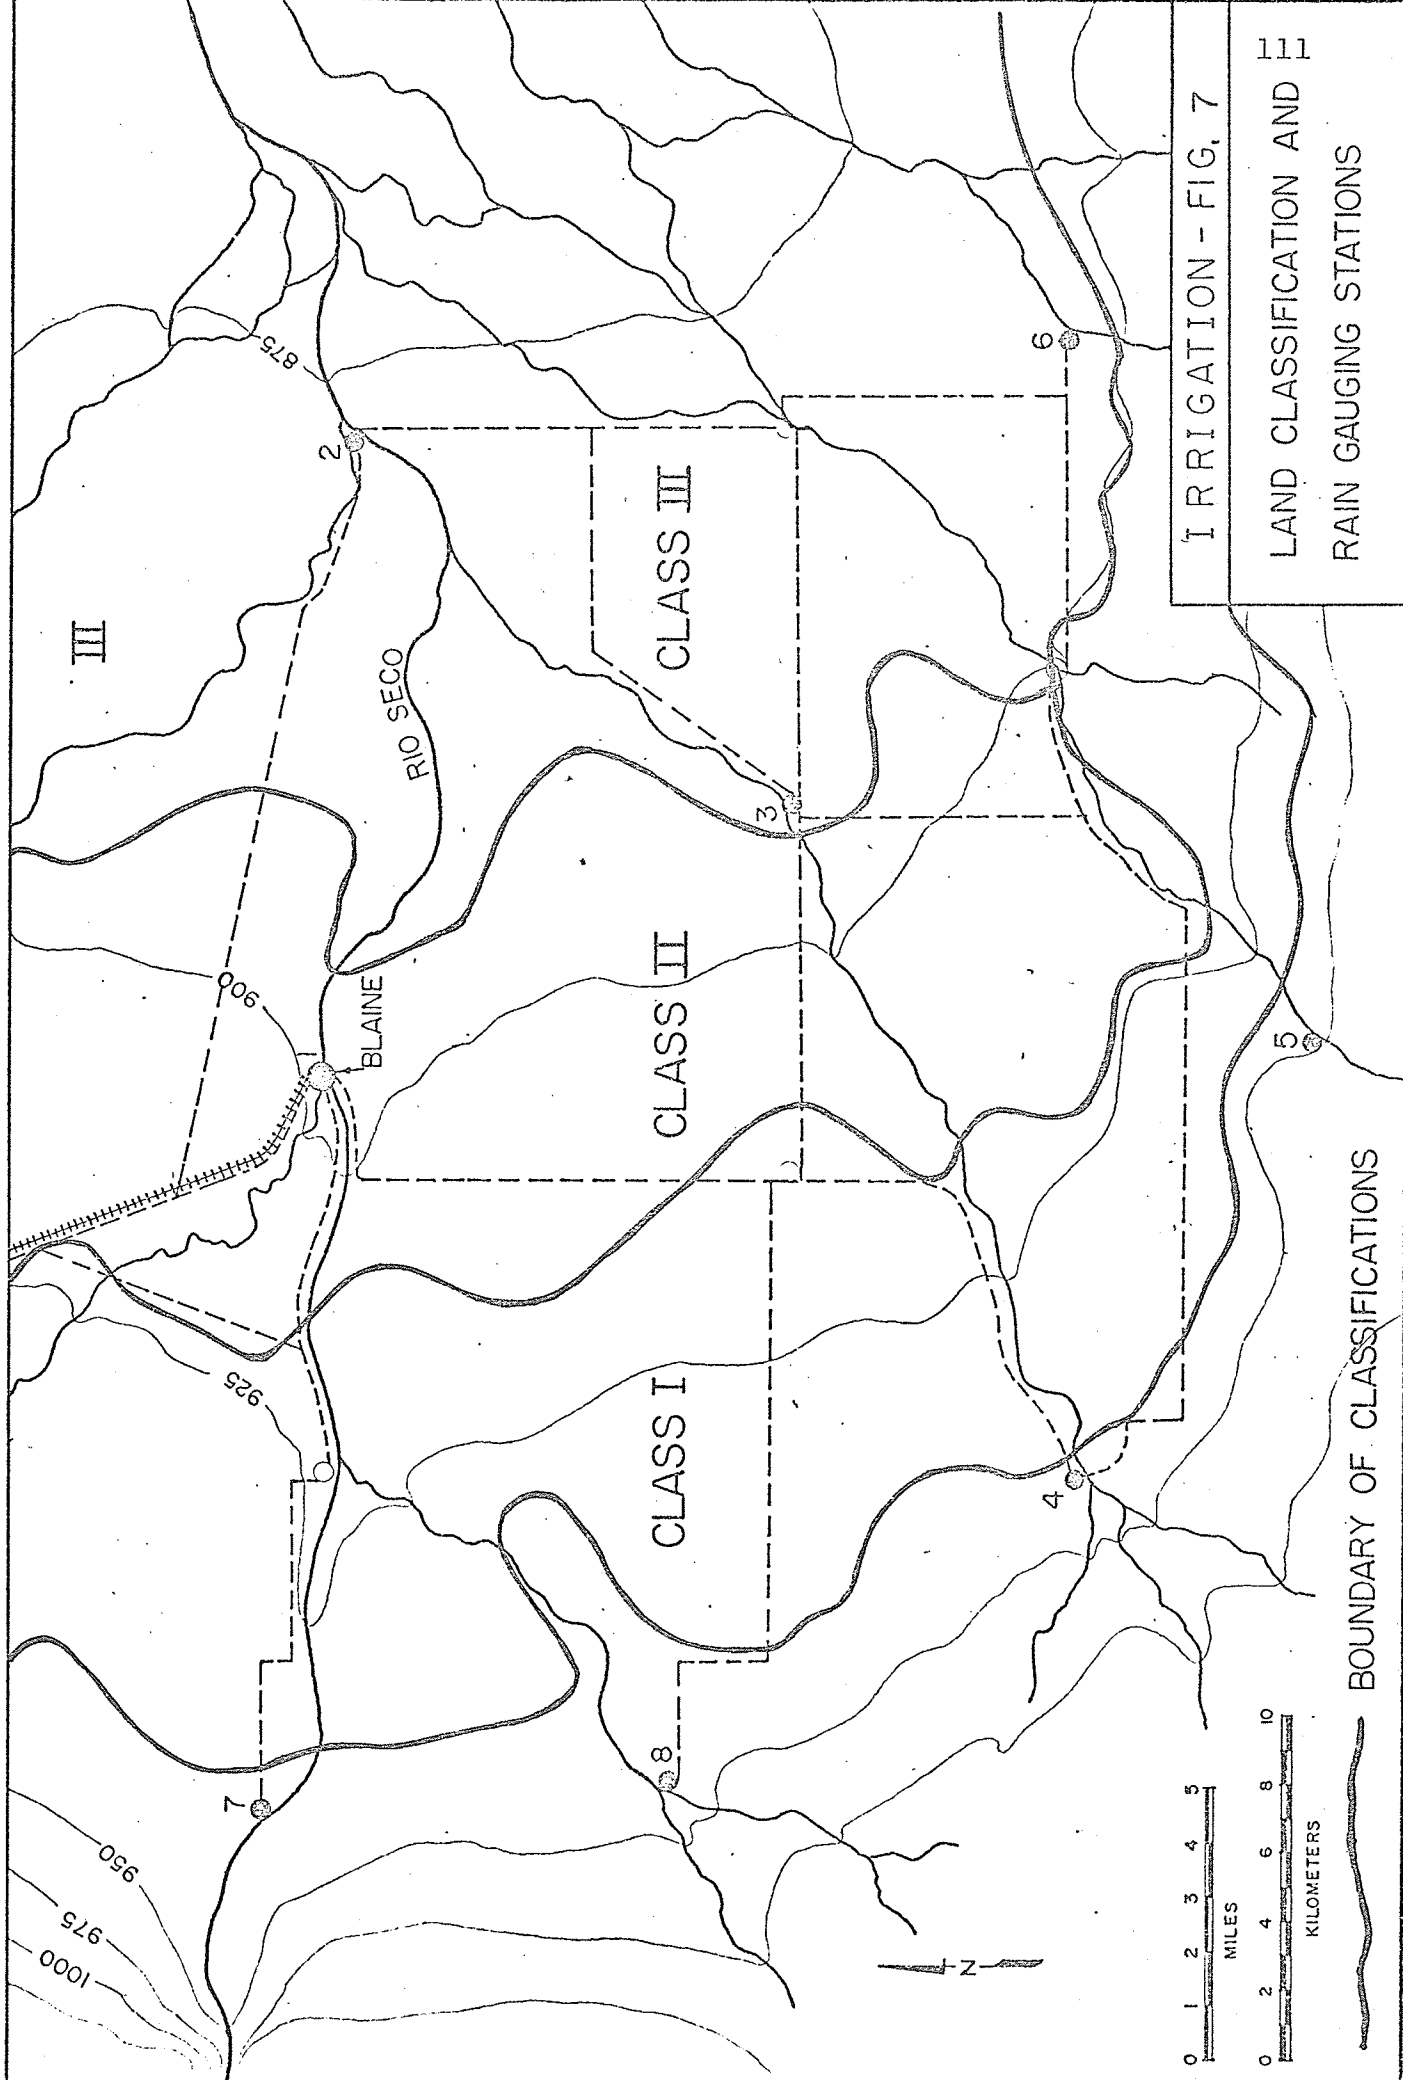 III
875
2
RIO SECO
900
1
BLAINE
925
7
950
975
1000
CLASS I
CLASS II
CLASS III
3
8
4
5
6
N
0 1 2 3 4 5
MILES
0 2 4 6 8 10
KILOMETERS
BOUNDARY OF CLASSIFICATIONS
IRRIGATION - FIG. 7
111
LAND CLASSIFICATION AND
RAIN GAUGING STATIONS